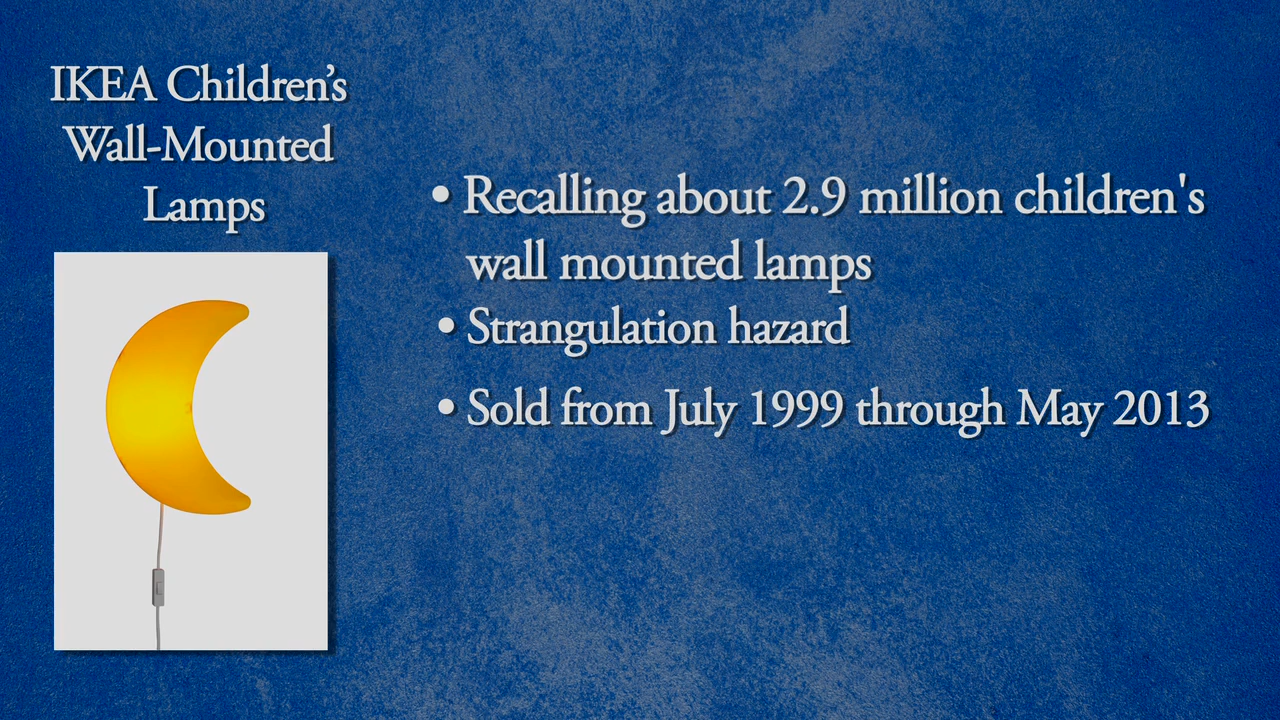 IKEA Children’s
Wall-Mounted
Lamps
• Recalling about 2.9 million children's
wall mounted lamps
• Strangulation hazard
• Sold from July 1999 through May 2013